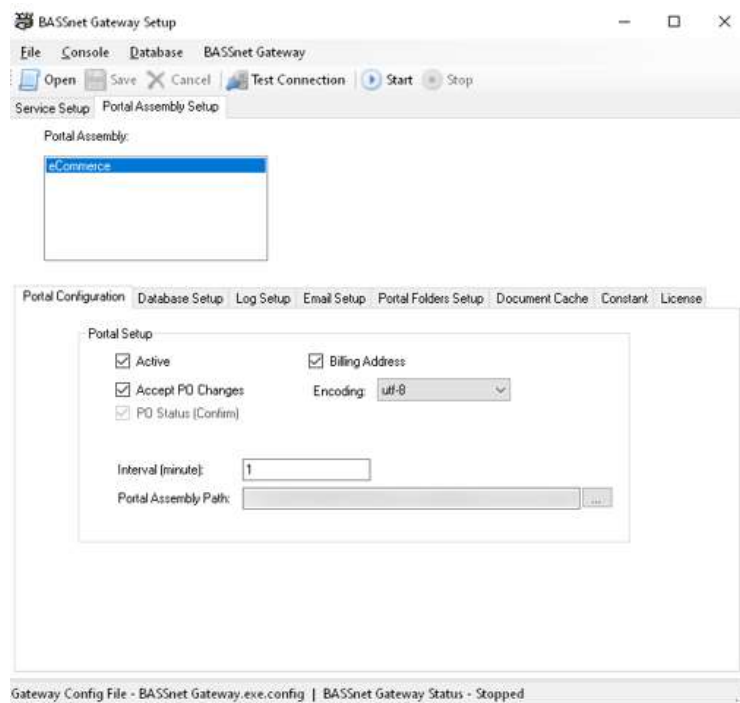 BASSnet Gateway Setup
File Console Database BASSnet Gateway
Open Save Cancel Test Connection Start Stop
Service Setup Portal Assembly Setup
Portal Assembly:
eCommerce
Portal Configuration Database Setup Log Setup Email Setup Portal Folders Setup Document Cache Constant License
Portal Setup
Active Billing Address
Accept PO Changes Encoding: utf-8
PO Status (Confirm)
Interval (minute): 1
Portal Assembly Path: ...
Gateway Config File - BASSnet Gateway.exe.config | BASSnet Gateway Status - Stopped